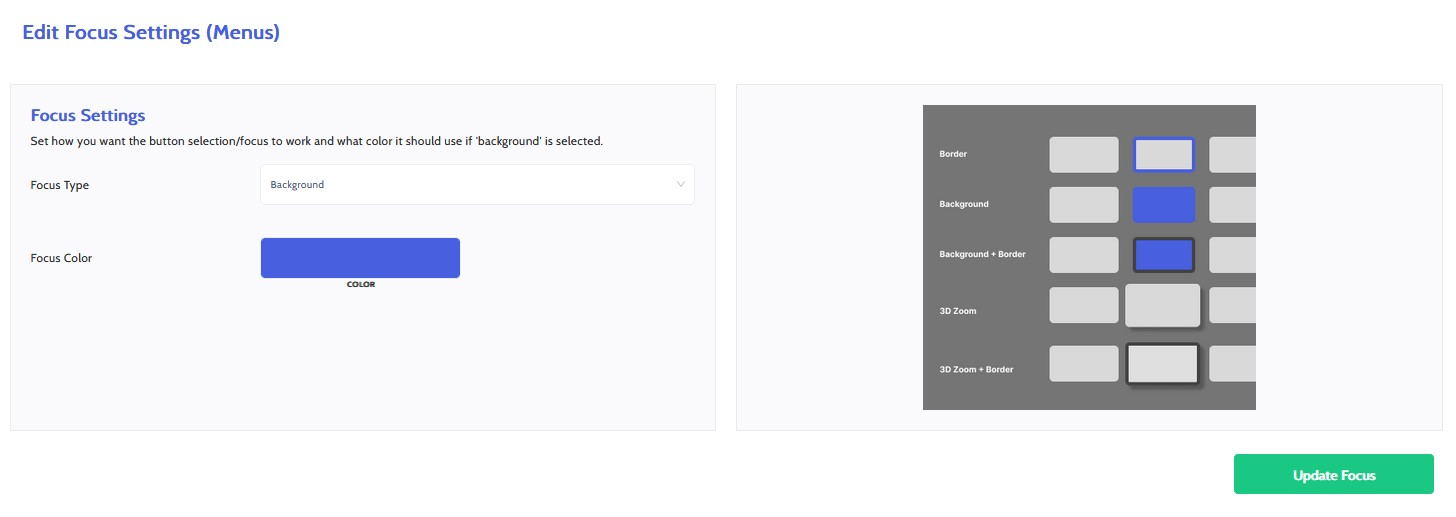 Edit Focus Settings (Menus)
Focus Settings
Set how you want the button selection/focus to work and what color it should use if 'background' is selected.
Focus Type
Background
Focus Color
COLOR
Border
Background
Background + Border
3D Zoom
3D Zoom + Border
Update Focus